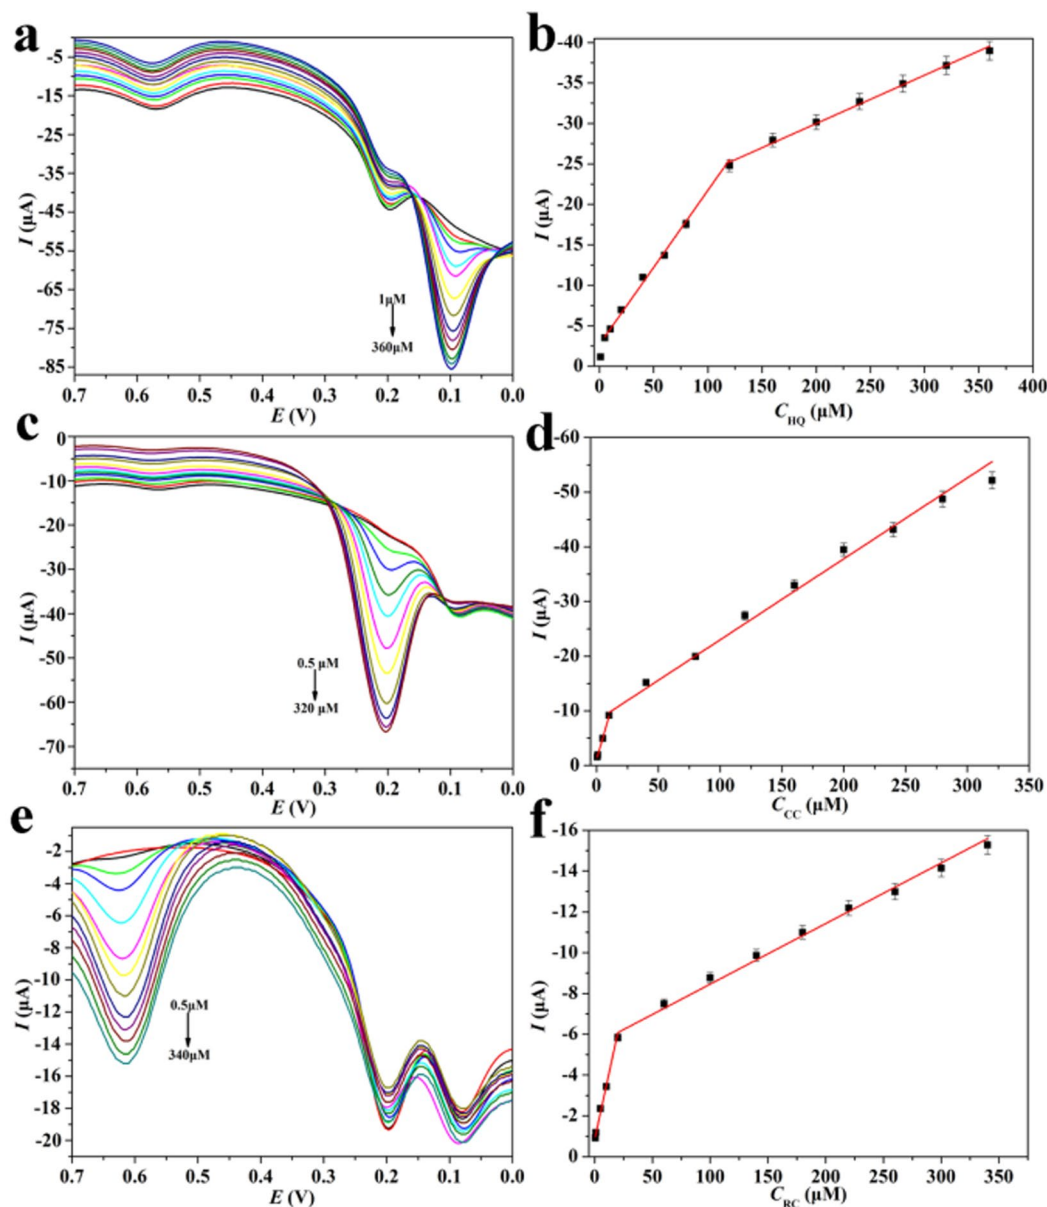 a
-5
-15
-25
-35
-45
-55
-65
-75
-85
I (µA)
1µM
360µM
0.7 0.6 0.5 0.4 0.3 0.2 0.1 0.0
E (V)
b
-40
-35
-30
-25
-20
-15
-10
-5
0
I (µA)
0 50 100 150 200 250 300 350 400
C HQ (µM)
c
0
-10
-20
-30
-40
-50
-60
-70
I (µA)
0.5 µM
320 µM
0.7 0.6 0.5 0.4 0.3 0.2 0.1 0.0
E (V)
d
-60
-50
-40
-30
-20
-10
0
I (µA)
0 50 100 150 200 250 300 350
C CC (µM)
e
-2
-4
-6
-8
-10
-12
-14
-16
-18
-20
I (µA)
0.5µM
340µM
0.7 0.6 0.5 0.4 0.3 0.2 0.1 0.0
E (V)
f
-16
-14
-12
-10
-8
-6
-4
-2
0
I (µA)
0 50 100 150 200 250 300 350
C RC (µM)